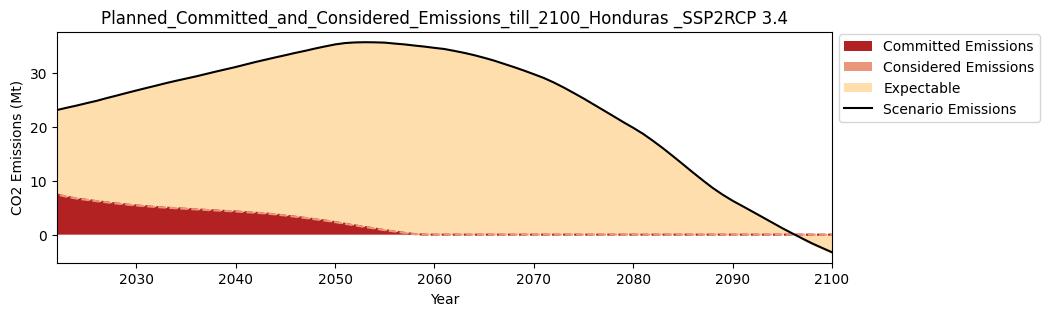 Planned_Committed_and_Considered_Emissions_till_2100_Honduras _SSP2RCP 3.4
Committed Emissions
Considered Emissions
Expectable
Scenario Emissions
CO2 Emissions (Mt)
30
20
10
0
2030 2040 2050 2060 2070 2080 2090 2100
Year